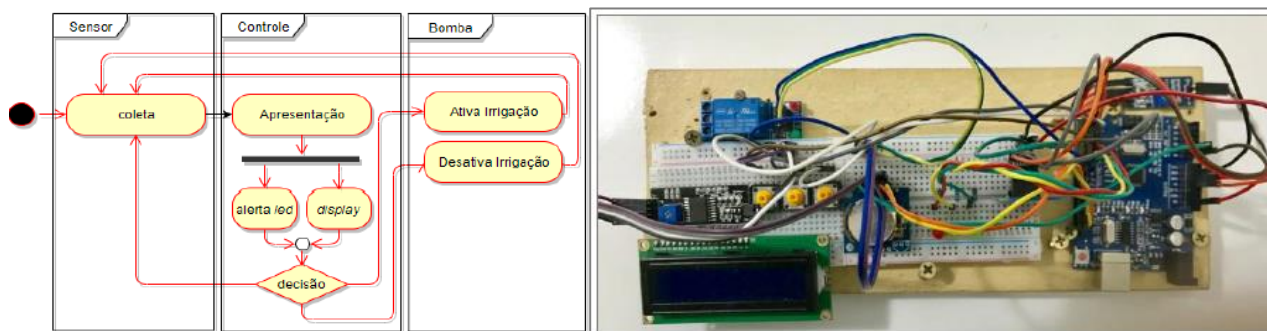 Sensor
Controle
Bomba
coleta
Apresentação
Ativa Irrigação
Desativa Irrigação
alerta led
display
decisão